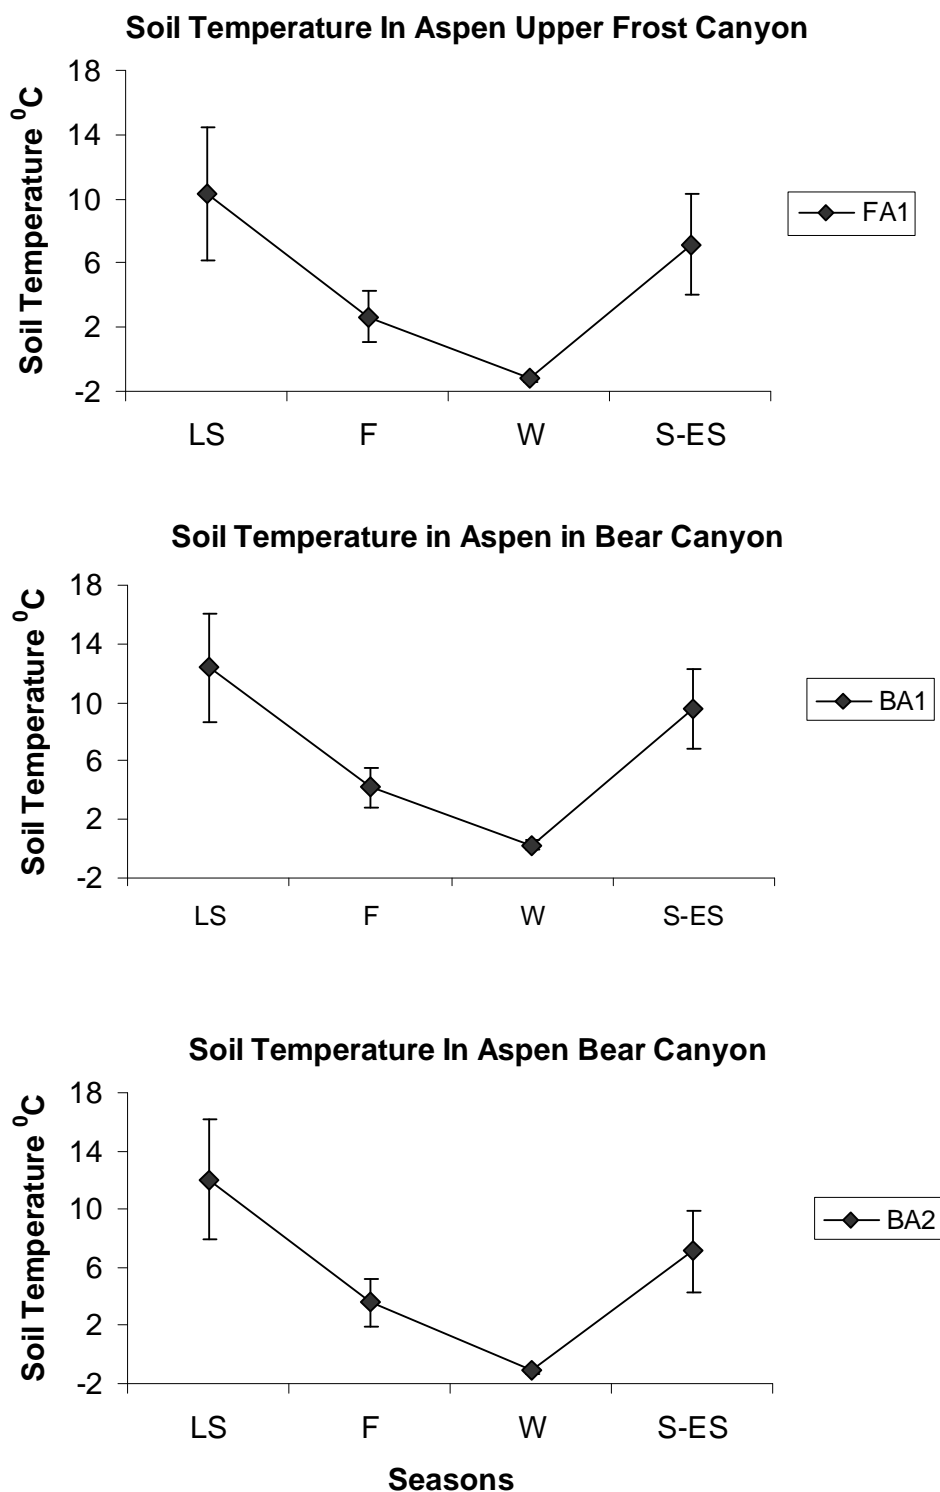 Soil Temperature In Aspen Upper Frost Canyon
Soil Temperature ⁰C
18
14
10
6
2
-2
LS F W S-ES
FA1
Soil Temperature in Aspen in Bear Canyon
Soil Temperature ⁰C
18
14
10
6
2
-2
LS F W S-ES
BA1
Soil Temperature In Aspen Bear Canyon
Soil Temperature ⁰C
18
14
10
6
2
-2
LS F W S-ES
BA2
Seasons